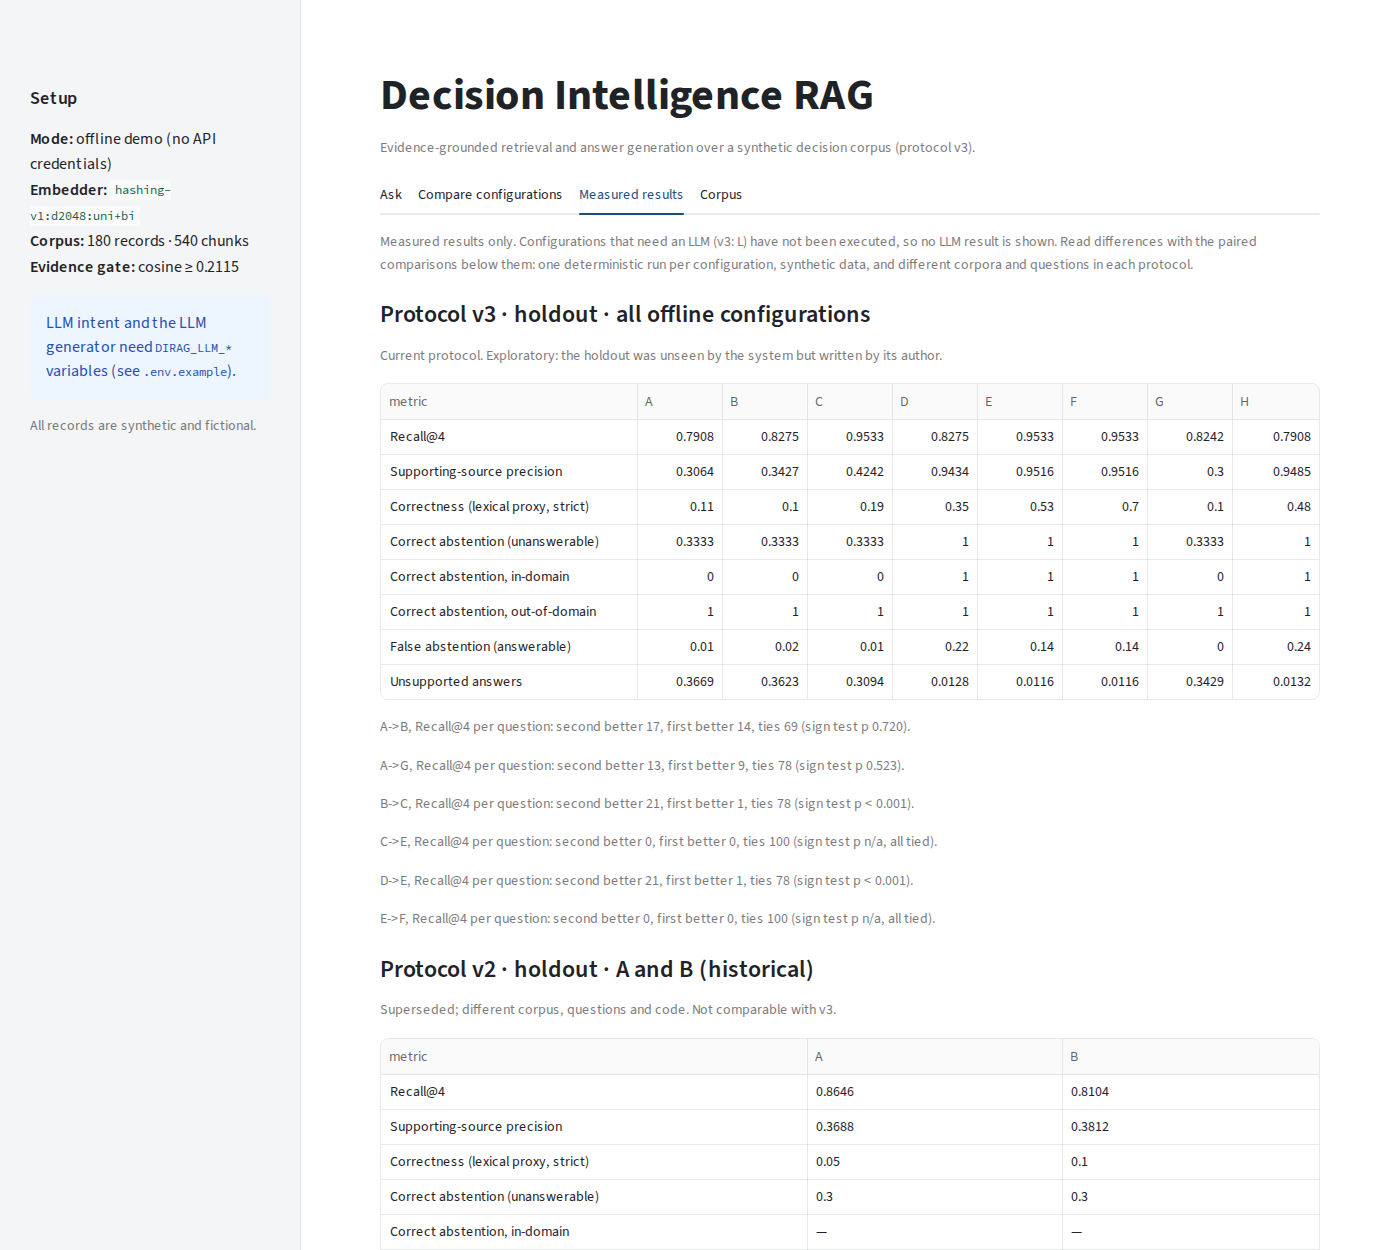 Setup
Mode: offline demo (no API
credentials)
Embedder: hashing-
v1:d2048:uni+bi
Corpus: 180 records · 540 chunks
Evidence gate: cosine ≥ 0.2115
LLM intent and the LLM
generator need DIRAG_LLM_*
variables (see .env.example).
All records are synthetic and fictional.
Decision Intelligence RAG
Evidence-grounded retrieval and answer generation over a synthetic decision corpus (protocol v3).
Ask Compare configurations Measured results Corpus
Measured results only. Configurations that need an LLM (v3: L) have not been executed, so no LLM result is shown. Read differences with the paired
comparisons below them: one deterministic run per configuration, synthetic data, and different corpora and questions in each protocol.
Protocol v3 · holdout · all offline configurations
Current protocol. Exploratory: the holdout was unseen by the system but written by its author.
metric A B C D E F G H
Recall@4 0.7908 0.8275 0.9533 0.8275 0.9533 0.9533 0.8242 0.7908
Supporting-source precision 0.3064 0.3427 0.4242 0.9434 0.9516 0.9516 0.3 0.9485
Correctness (lexical proxy, strict) 0.11 0.1 0.19 0.35 0.53 0.7 0.1 0.48
Correct abstention (unanswerable) 0.3333 0.3333 0.3333 1 1 1 0.3333 1
Correct abstention, in-domain 0 0 0 1 1 1 0 1
Correct abstention, out-of-domain 1 1 1 1 1 1 1 1
False abstention (answerable) 0.01 0.02 0.01 0.22 0.14 0.14 0 0.24
Unsupported answers 0.3669 0.3623 0.3094 0.0128 0.0116 0.0116 0.3429 0.0132
A->B, Recall@4 per question: second better 17, first better 14, ties 69 (sign test p 0.720).
A->G, Recall@4 per question: second better 13, first better 9, ties 78 (sign test p 0.523).
B->C, Recall@4 per question: second better 21, first better 1, ties 78 (sign test p < 0.001).
C->E, Recall@4 per question: second better 0, first better 0, ties 100 (sign test p n/a, all tied).
D->E, Recall@4 per question: second better 21, first better 1, ties 78 (sign test p < 0.001).
E->F, Recall@4 per question: second better 0, first better 0, ties 100 (sign test p n/a, all tied).
Protocol v2 · holdout · A and B (historical)
Superseded; different corpus, questions and code. Not comparable with v3.
metric A B
Recall@4 0.8646 0.8104
Supporting-source precision 0.3688 0.3812
Correctness (lexical proxy, strict) 0.05 0.1
Correct abstention (unanswerable) 0.3 0.3
Correct abstention, in-domain — —